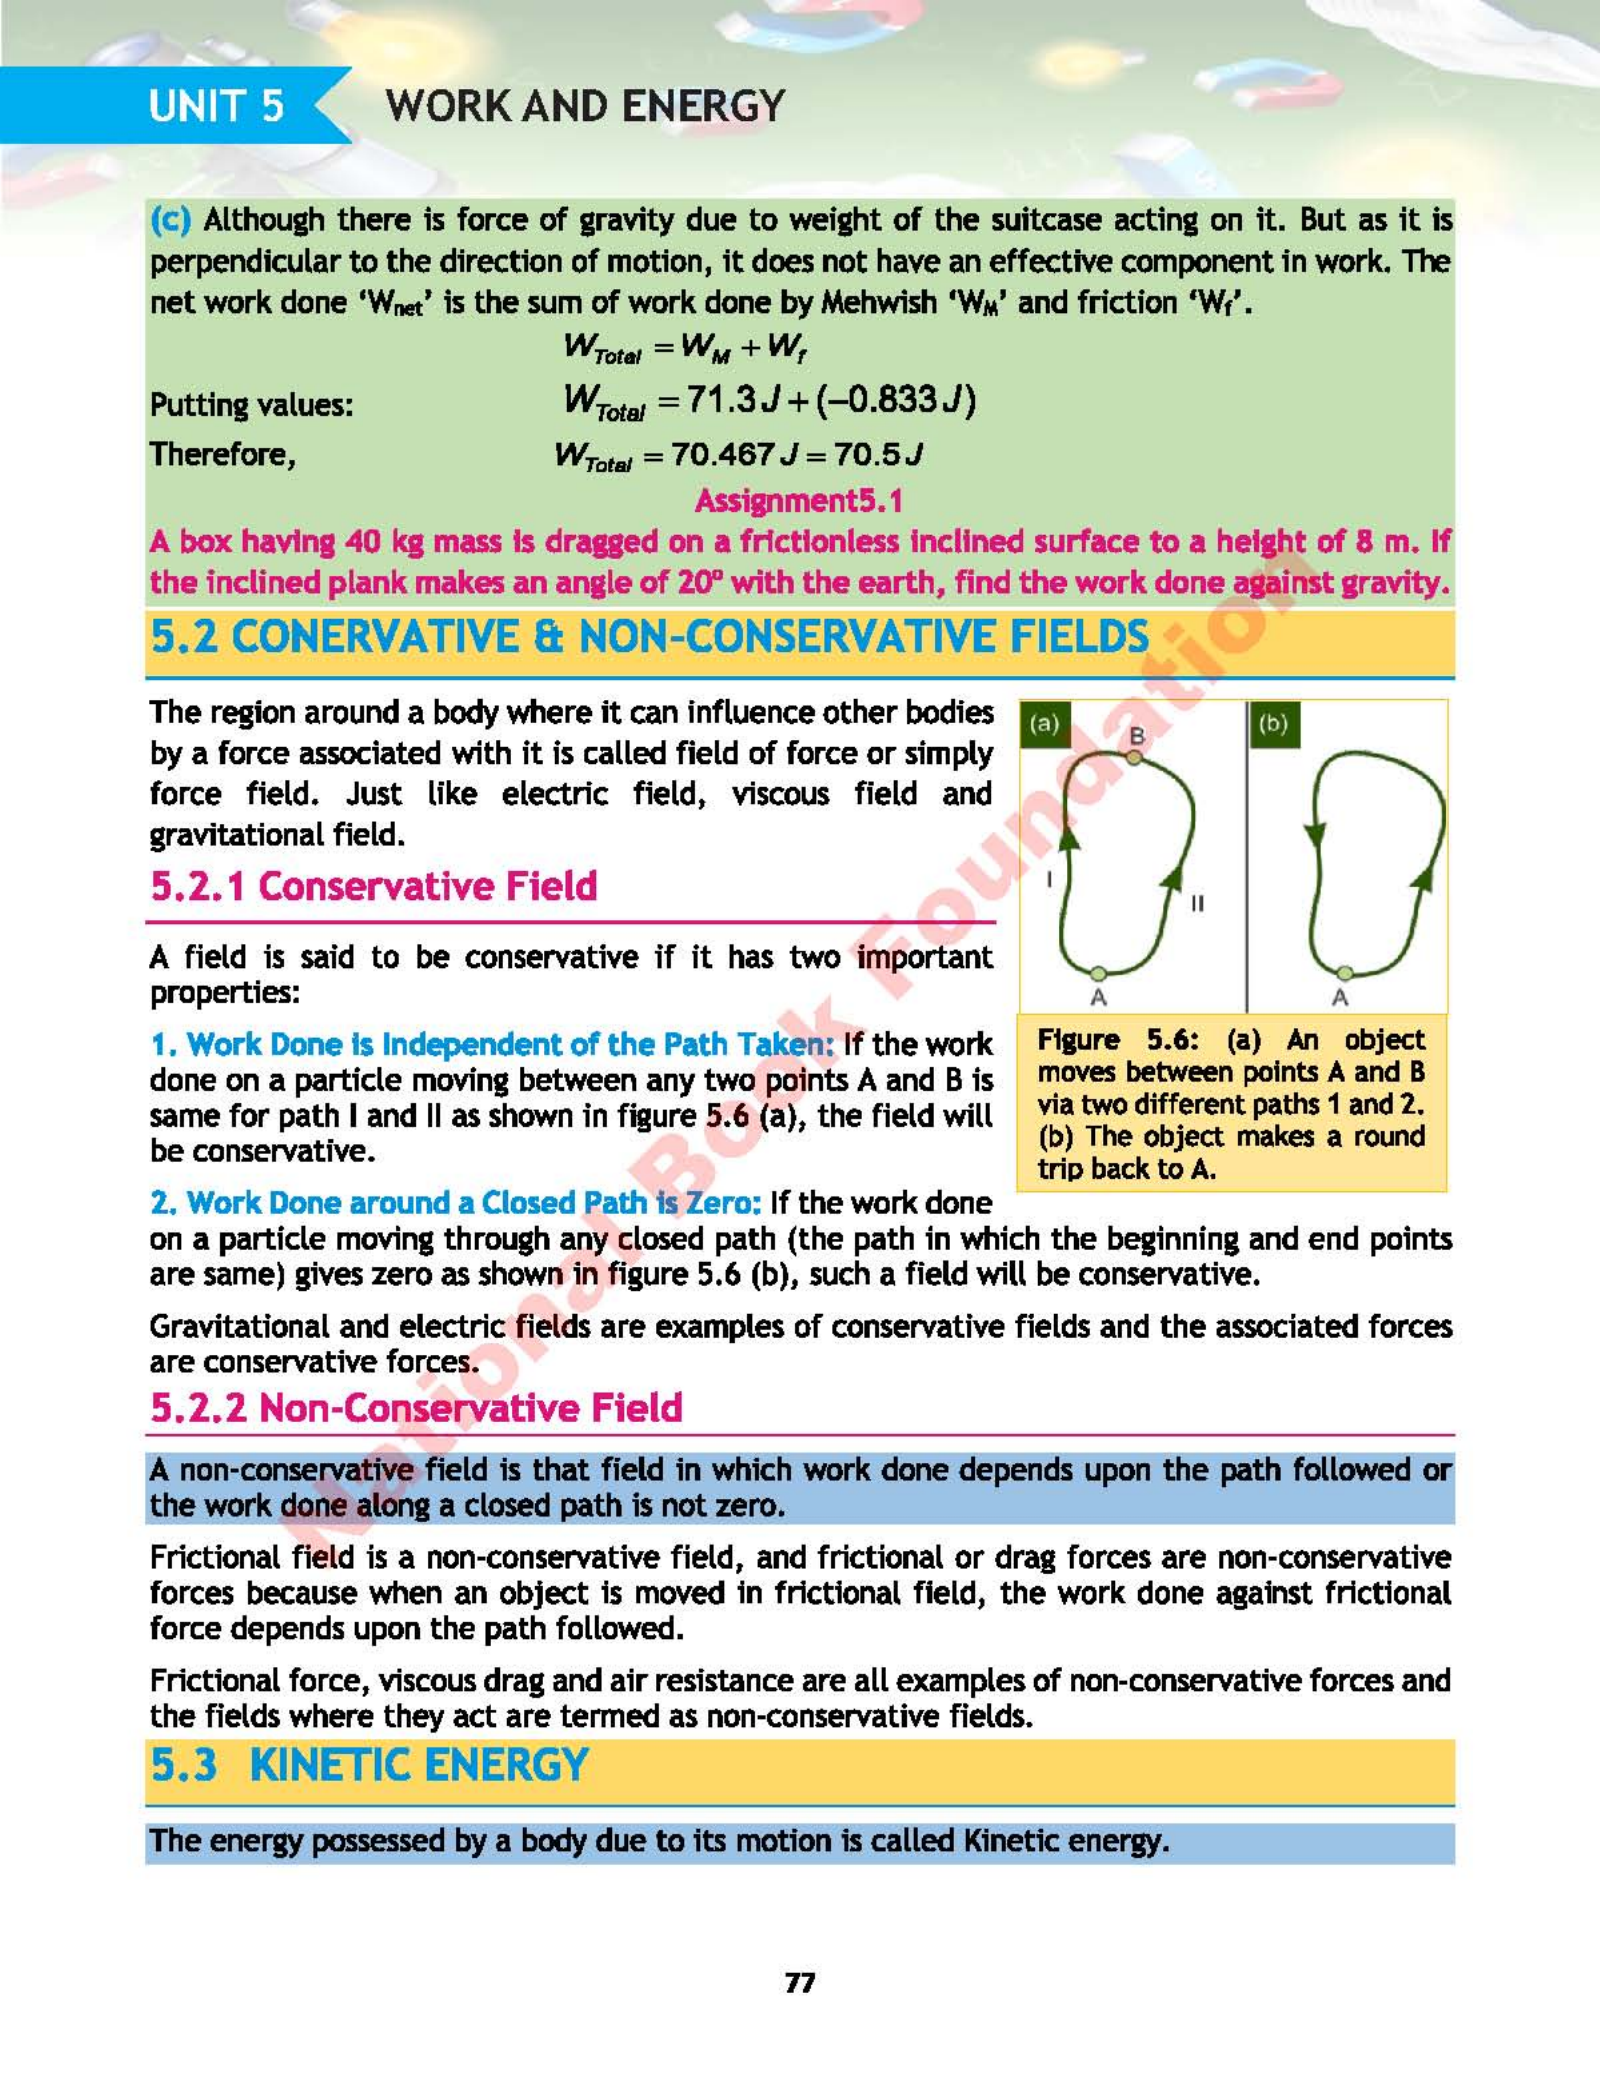 UNIT 5 WORK AND ENERGY
(c) Although there is force of gravity due to weight of the suitcase acting on it. But as it is
perpendicular to the direction of motion, it does not have an effective component in work. The
net work done ‘Wnet’ is the sum of work done by Mehwish ‘WM’ and friction ‘Wf’.
WTotal = WM + Wf
Putting values: WTotal = 71.3 J + (−0.833 J)
Therefore, WTotal = 70.467 J = 70.5 J
Assignment5.1
A box having 40 kg mass is dragged on a frictionless inclined surface to a height of 8 m. If
the inclined plank makes an angle of 20° with the earth, find the work done against gravity.
5.2 CONERVATIVE & NON-CONSERVATIVE FIELDS
The region around a body where it can influence other bodies
by a force associated with it is called field of force or simply
force field. Just like electric field, viscous field and
gravitational field.
5.2.1 Conservative Field
A field is said to be conservative if it has two important
properties:
1. Work Done is Independent of the Path Taken: If the work
done on a particle moving between any two points A and B is
same for path I and II as shown in figure 5.6 (a), the field will
be conservative.
(a)
B
I
II
A
(b)
A
Figure 5.6: (a) An object
moves between points A and B
via two different paths 1 and 2.
(b) The object makes a round
trip back to A.
2. Work Done around a Closed Path is Zero: If the work done
on a particle moving through any closed path (the path in which the beginning and end points
are same) gives zero as shown in figure 5.6 (b), such a field will be conservative.
Gravitational and electric fields are examples of conservative fields and the associated forces
are conservative forces.
5.2.2 Non-Conservative Field
A non-conservative field is that field in which work done depends upon the path followed or
the work done along a closed path is not zero.
Frictional field is a non-conservative field, and frictional or drag forces are non-conservative
forces because when an object is moved in frictional field, the work done against frictional
force depends upon the path followed.
Frictional force, viscous drag and air resistance are all examples of non-conservative forces and
the fields where they act are termed as non-conservative fields.
5.3 KINETIC ENERGY
The energy possessed by a body due to its motion is called Kinetic energy.
77
National Book Foundation